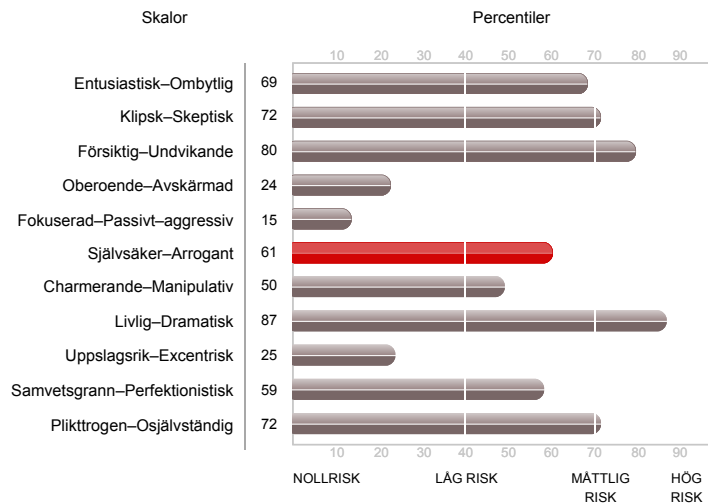 Skalor Percentiler
10 20 30 40 50 60 70 80 90
Entusiastisk–Ombytlig 69
Klipsk–Skeptisk 72
Försiktig–Undvikande 80
Oberoende–Avskärmad 24
Fokuserad–Passivt–aggressiv 15
Självsäker–Arrogant 61
Charmerande–Manipulativ 50
Livlig–Dramatisk 87
Uppslagsrik–Excentrisk 25
Samvetsgrann–Perfektionistisk 59
Plikttrogen–Osjälvständig 72
10 20 30 40 50 60 70 80 90
NOLLRISK LÅG RISK MÅTTLIG HÖG
RISK RISK